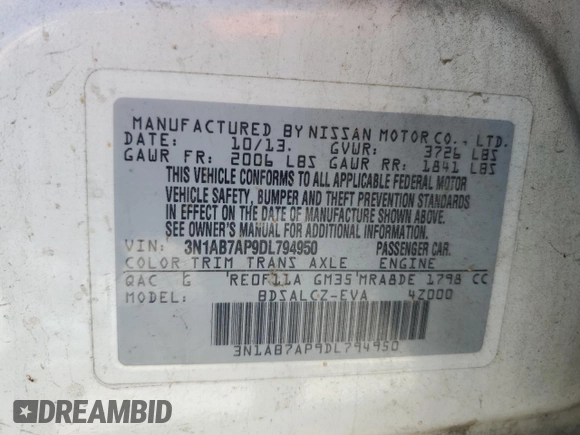 MANUFACTURED BY NISSAN MOTOR CO., LTD.
DATE: 10/13. GVWR: 3726 LBS
GAWR FR: 2006 LBS GAWR RR: 1841 LBS
THIS VEHICLE CONFORMS TO ALL APPLICABLE FEDERAL MOTOR
VEHICLE SAFETY, BUMPER AND THEFT PREVENTION STANDARDS
IN EFFECT ON THE DATE OF MANUFACTURE SHOWN ABOVE.
SEE OWNER'S MANUAL FOR ADDITIONAL INFORMATION.
VIN: 3N1AB7AP9DL794950 PASSENGER CAR.
COLOR TRIM TRANS AXLE ENGINE
QAC G RE0F11A GM35 MRA8DE 1798 CC
MODEL: BDSALCZ-EVA 4Z000
3N1AB7AP9DL794950
DREAMBID